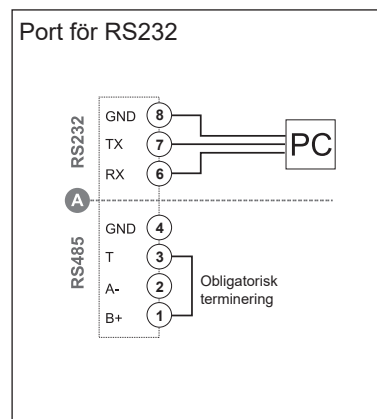 Port för RS232
RS232
GND 8
TX 7
RX 6
PC
A
RS485
GND 4
T 3
A- 2
B+ 1
Obligatorisk
terminering